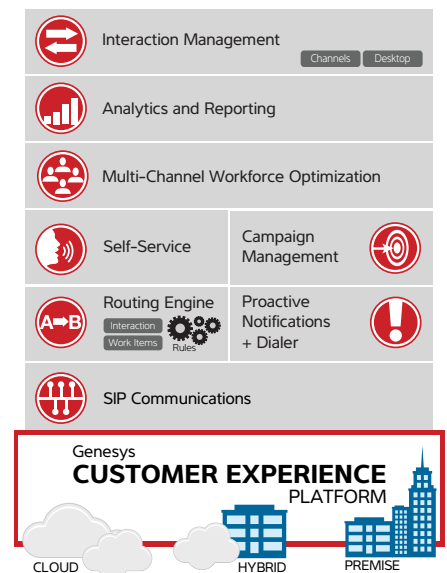 Interaction Management
Channels Desktop
Analytics and Reporting
Multi-Channel Workforce Optimization
Self-Service
Campaign
Management
Routing Engine
A B
Interaction
Work Items
Rules
Proactive
Notifications
+ Dialer
SIP Communications
Genesys
CUSTOMER EXPERIENCE
PLATFORM
CLOUD
HYBRID
PREMISE